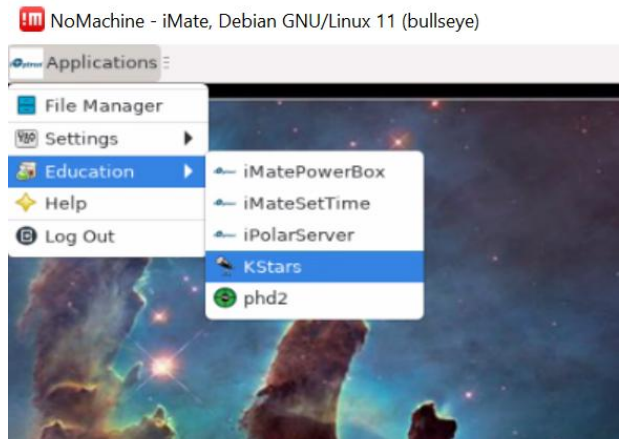 NoMachine - iMate, Debian GNU/Linux 11 (bullseye)
Applications
File Manager
Settings
Education
Help
Log Out
iMatePowerBox
iMateSetTime
iPolarServer
KStars
phd2